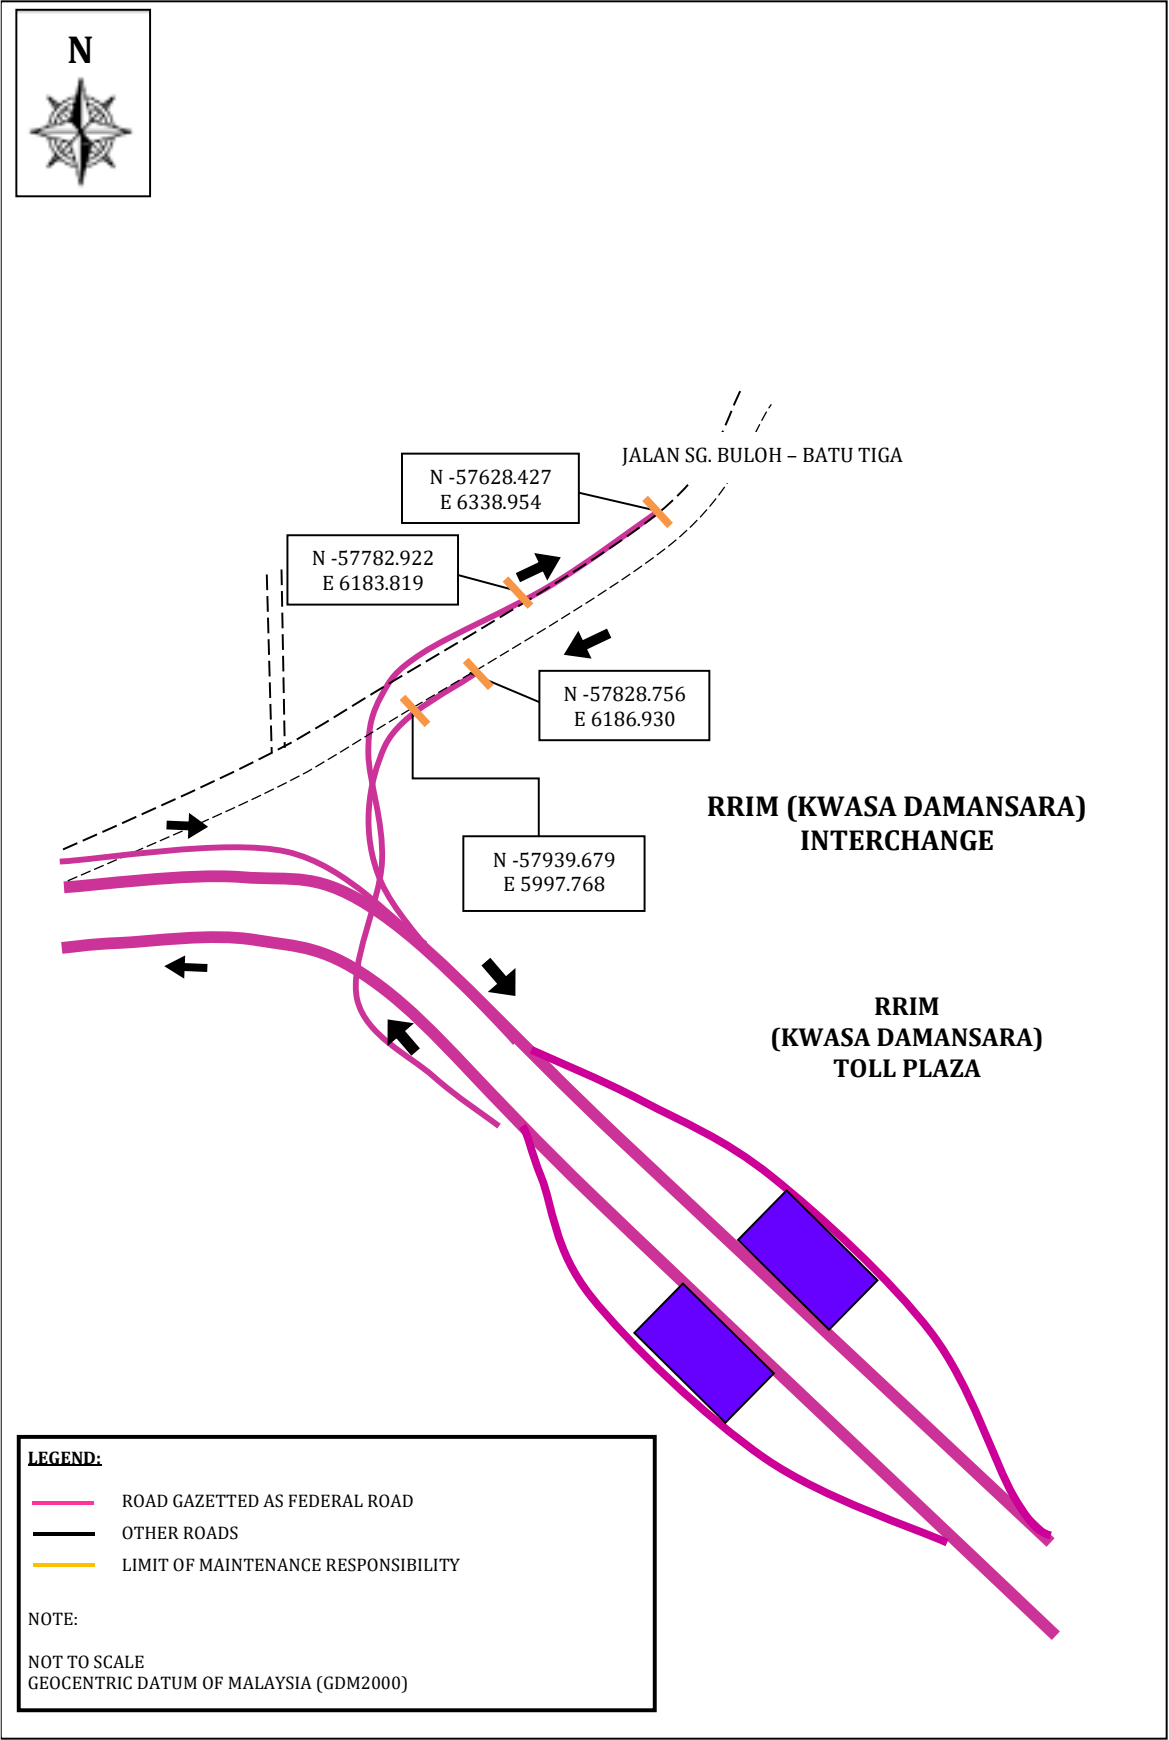 N
JALAN SG. BULOH – BATU TIGA
N -57628.427
E 6338.954
N -57782.922
E 6183.819
N -57828.756
E 6186.930
RRIM (KWASA DAMANSARA)
INTERCHANGE
N -57939.679
E 5997.768
RRIM
(KWASA DAMANSARA)
TOLL PLAZA
LEGEND:
ROAD GAZETTED AS FEDERAL ROAD
OTHER ROADS
LIMIT OF MAINTENANCE RESPONSIBILITY
NOTE:
NOT TO SCALE
GEOCENTRIC DATUM OF MALAYSIA (GDM2000)